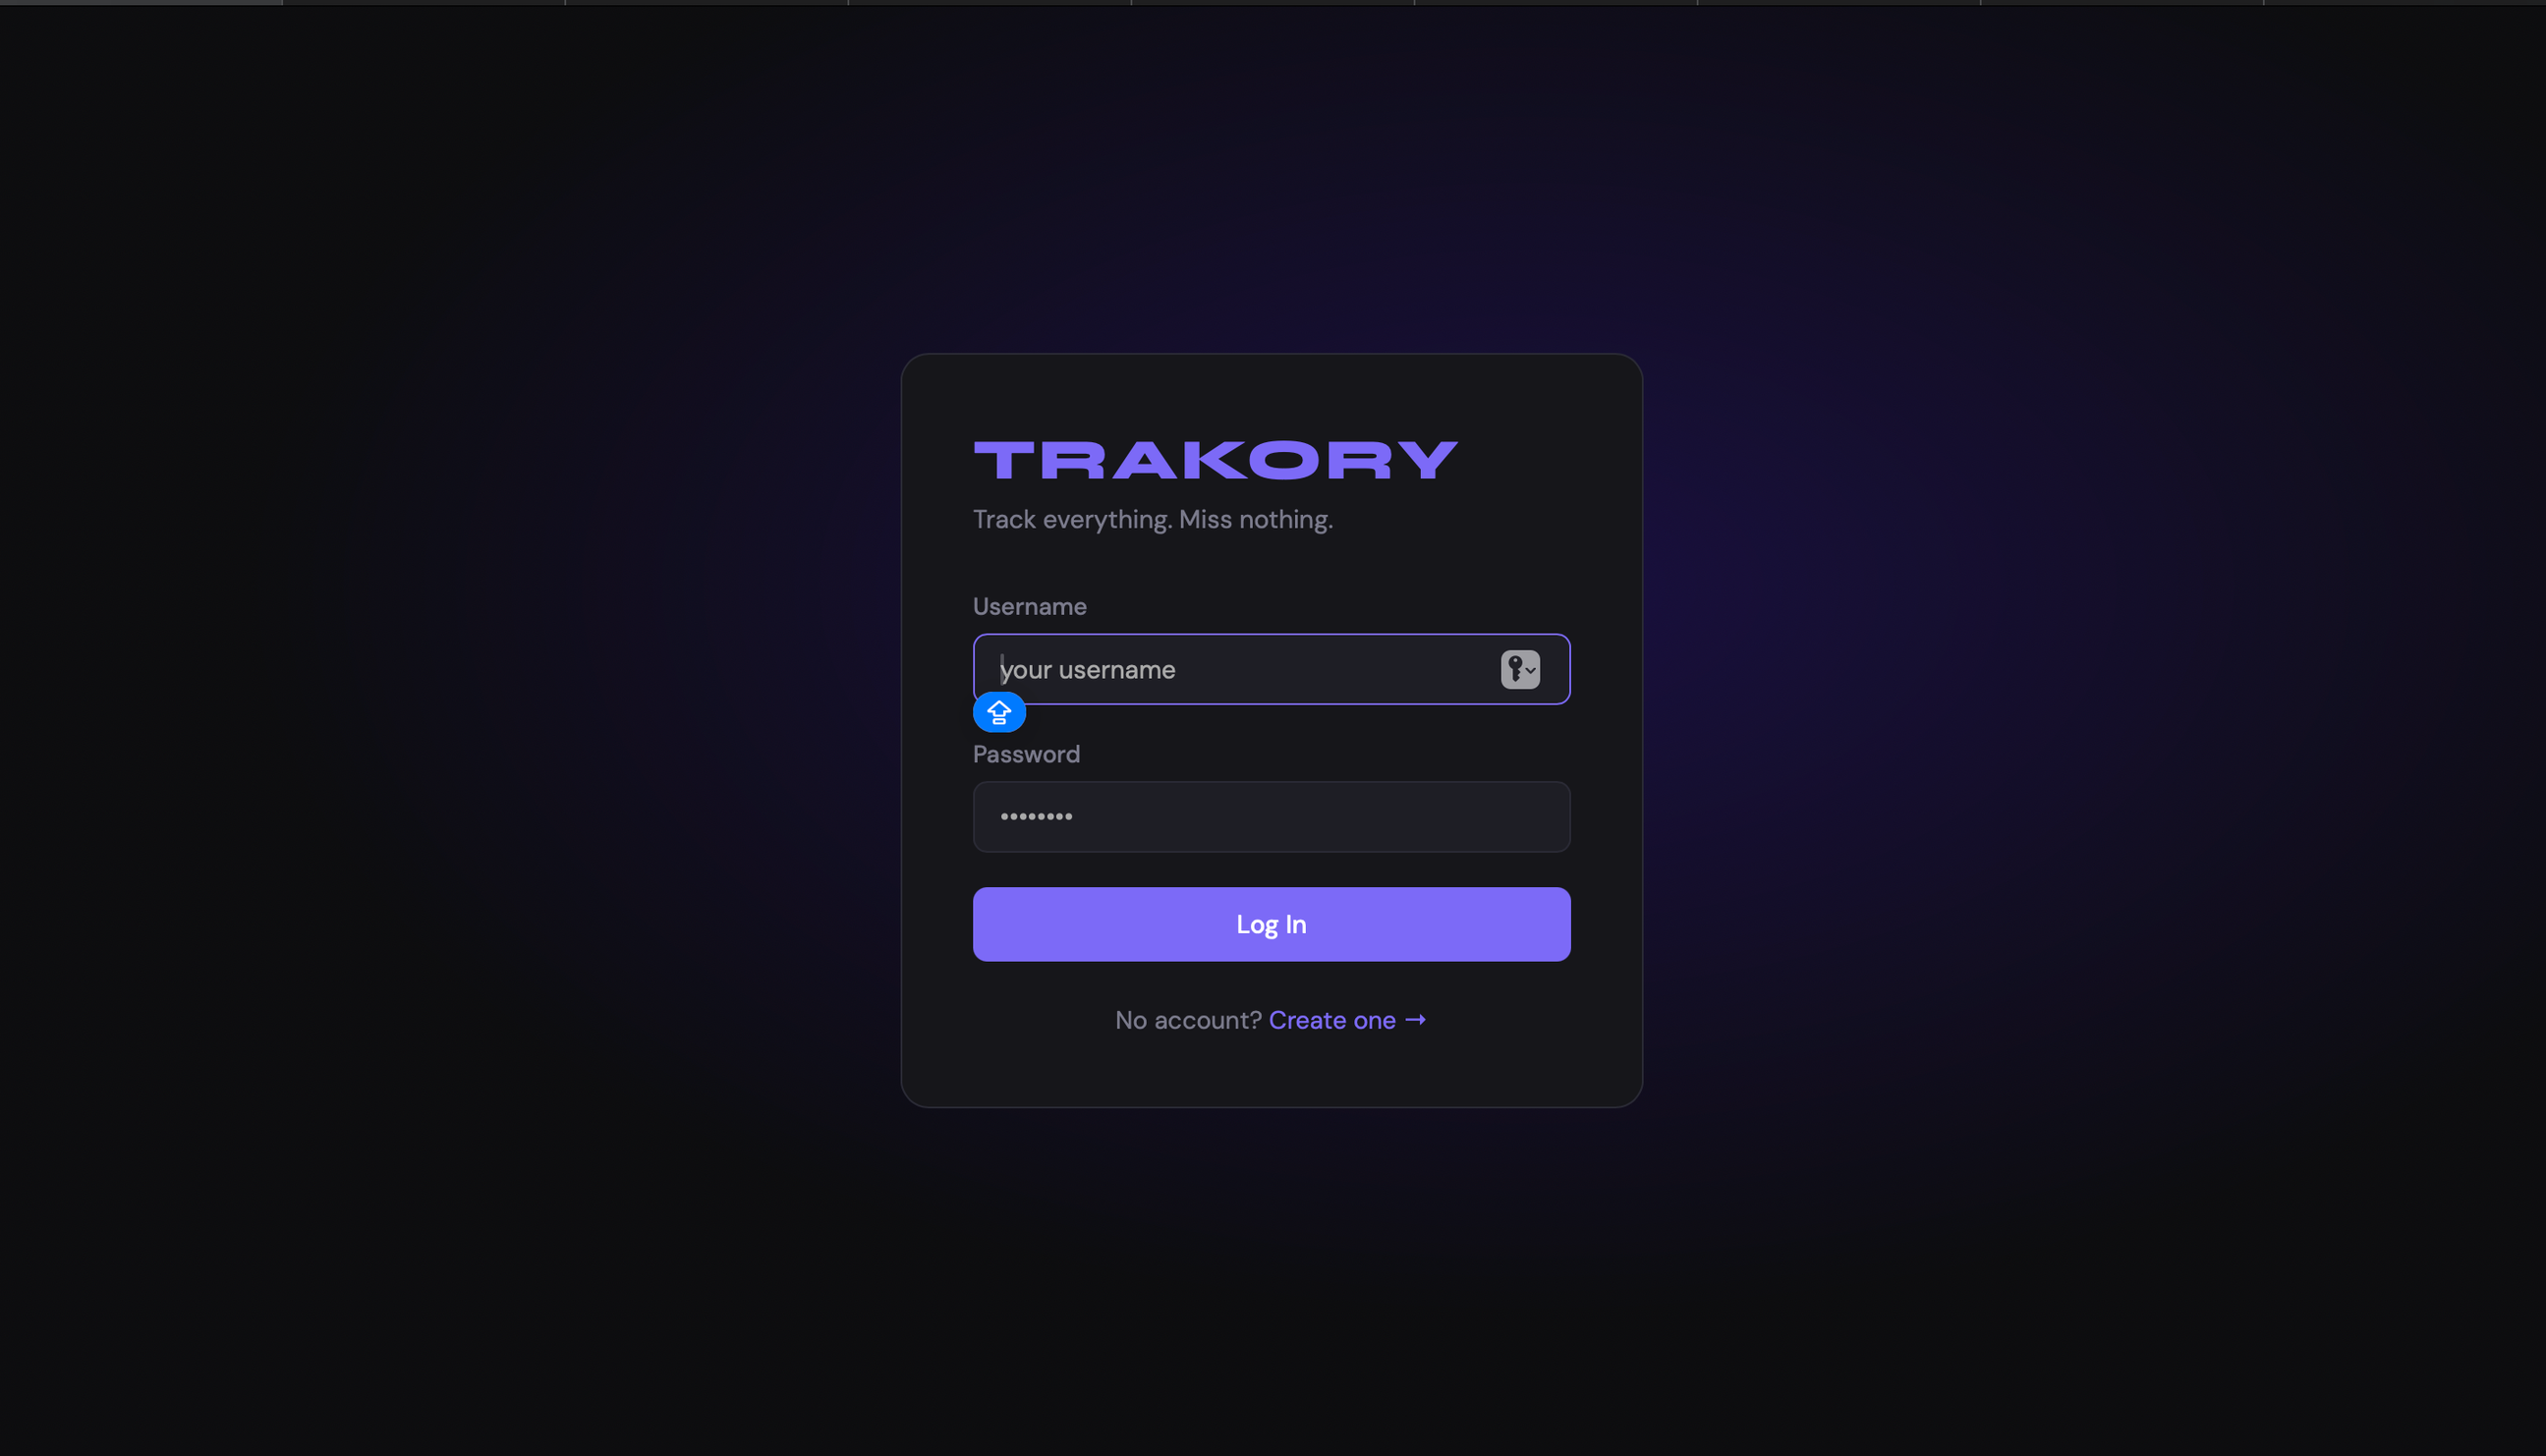 TRAKORY
Track everything. Miss nothing.
Username
your username
Password
••••••••
Log In
No account? Create one →